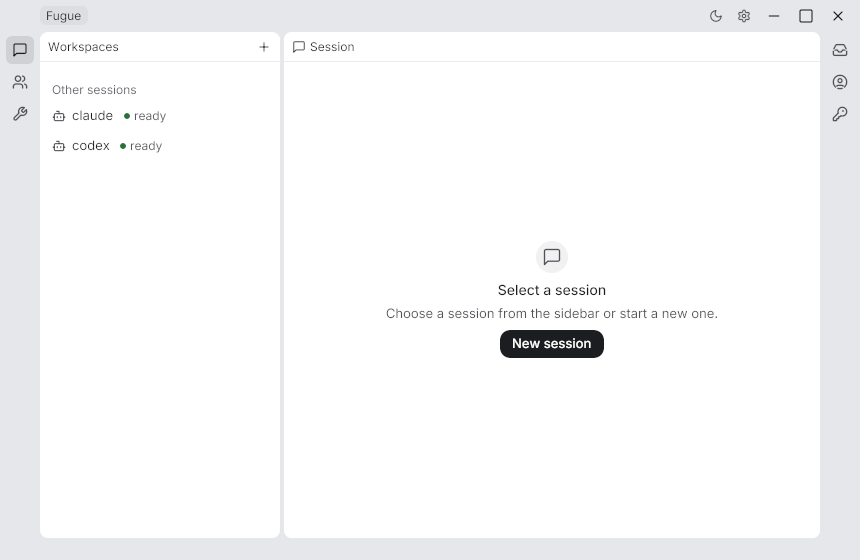 Fugue
Workspaces
Session
Other sessions
claude ready
codex ready
Select a session
Choose a session from the sidebar or start a new one.
New session